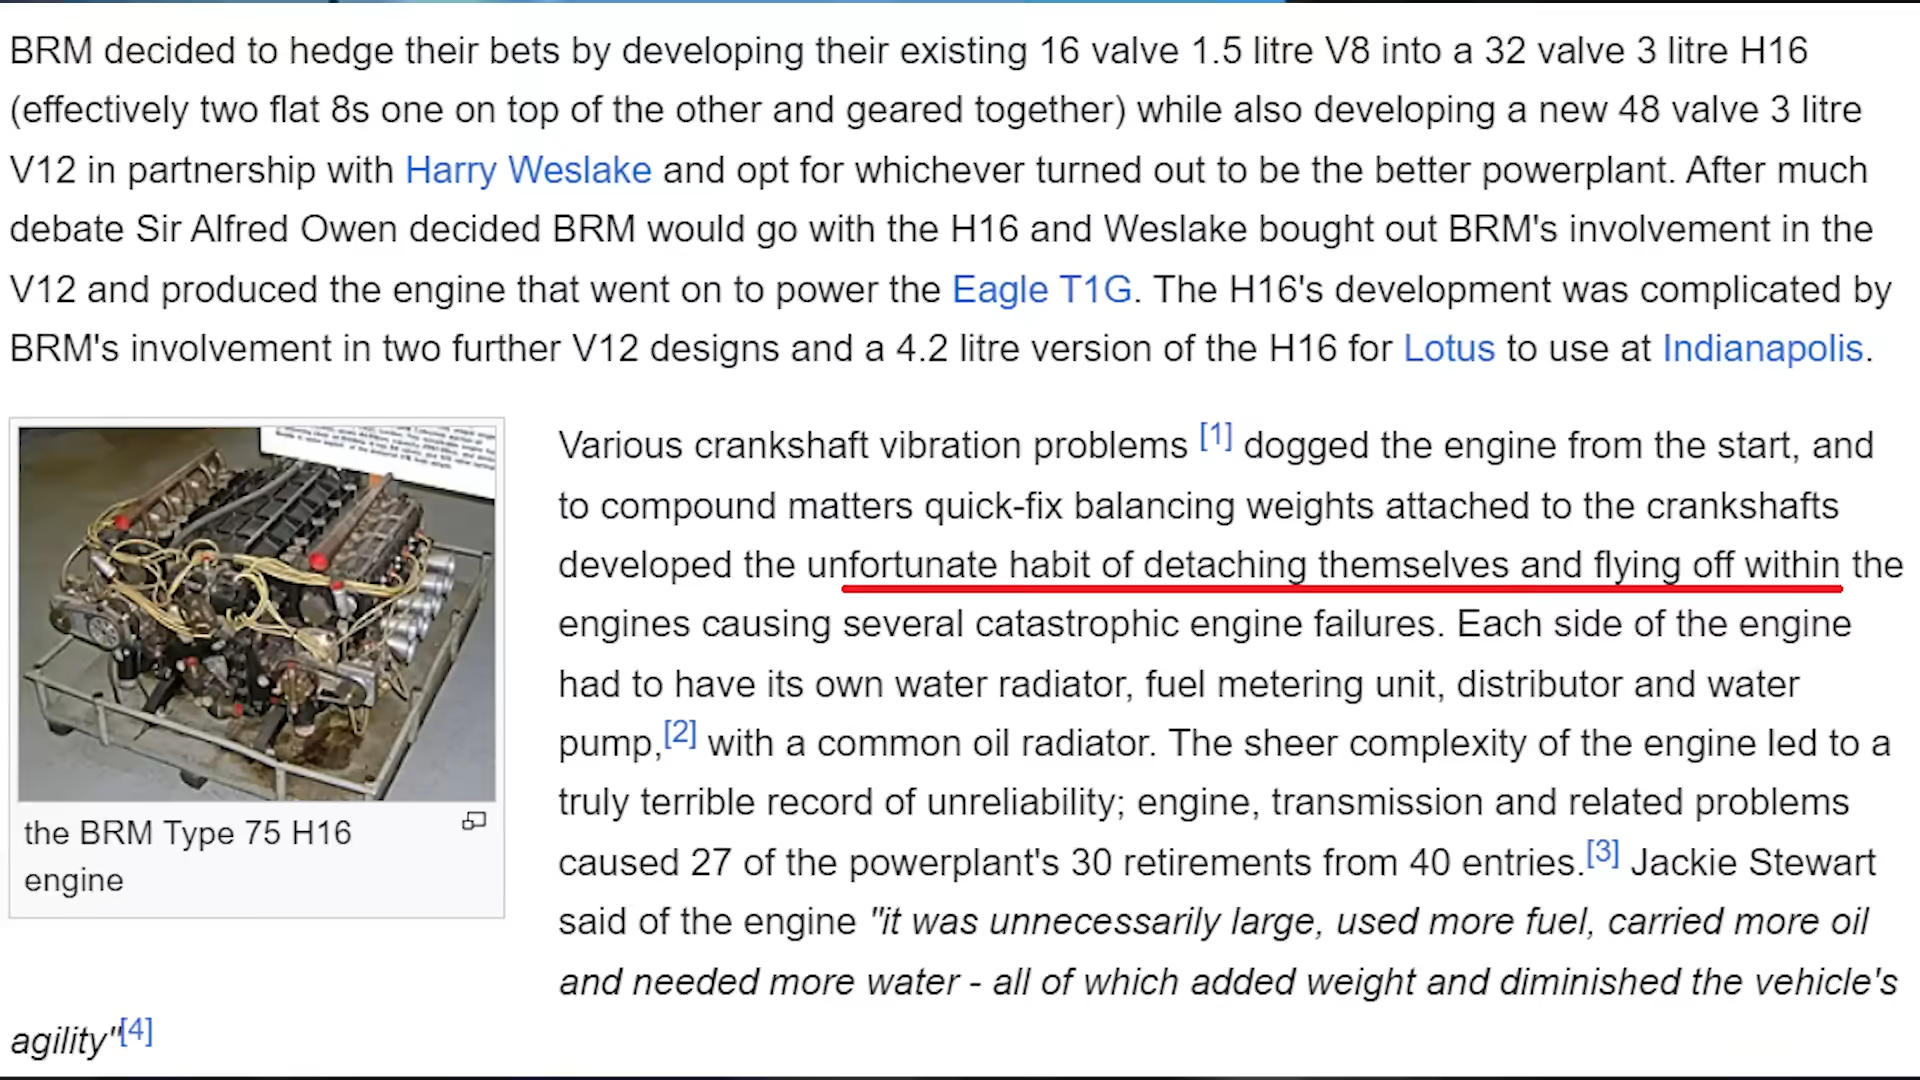 BRM decided to hedge their bets by developing their existing 16 valve 1.5 litre V8 into a 32 valve 3 litre H16
(effectively two flat 8s one on top of the other and geared together) while also developing a new 48 valve 3 litre
V12 in partnership with Harry Weslake and opt for whichever turned out to be the better powerplant. After much
debate Sir Alfred Owen decided BRM would go with the H16 and Weslake bought out BRM's involvement in the
V12 and produced the engine that went on to power the Eagle T1G. The H16's development was complicated by
BRM's involvement in two further V12 designs and a 4.2 litre version of the H16 for Lotus to use at Indianapolis.
the BRM Type 75 H16
engine
Various crankshaft vibration problems [1] dogged the engine from the start, and
to compound matters quick-fix balancing weights attached to the crankshafts
developed the unfortunate habit of detaching themselves and flying off within the
engines causing several catastrophic engine failures. Each side of the engine
had to have its own water radiator, fuel metering unit, distributor and water
pump,[2] with a common oil radiator. The sheer complexity of the engine led to a
truly terrible record of unreliability; engine, transmission and related problems
caused 27 of the powerplant's 30 retirements from 40 entries.[3] Jackie Stewart
said of the engine "it was unnecessarily large, used more fuel, carried more oil
and needed more water - all of which added weight and diminished the vehicle's
agility"[4]